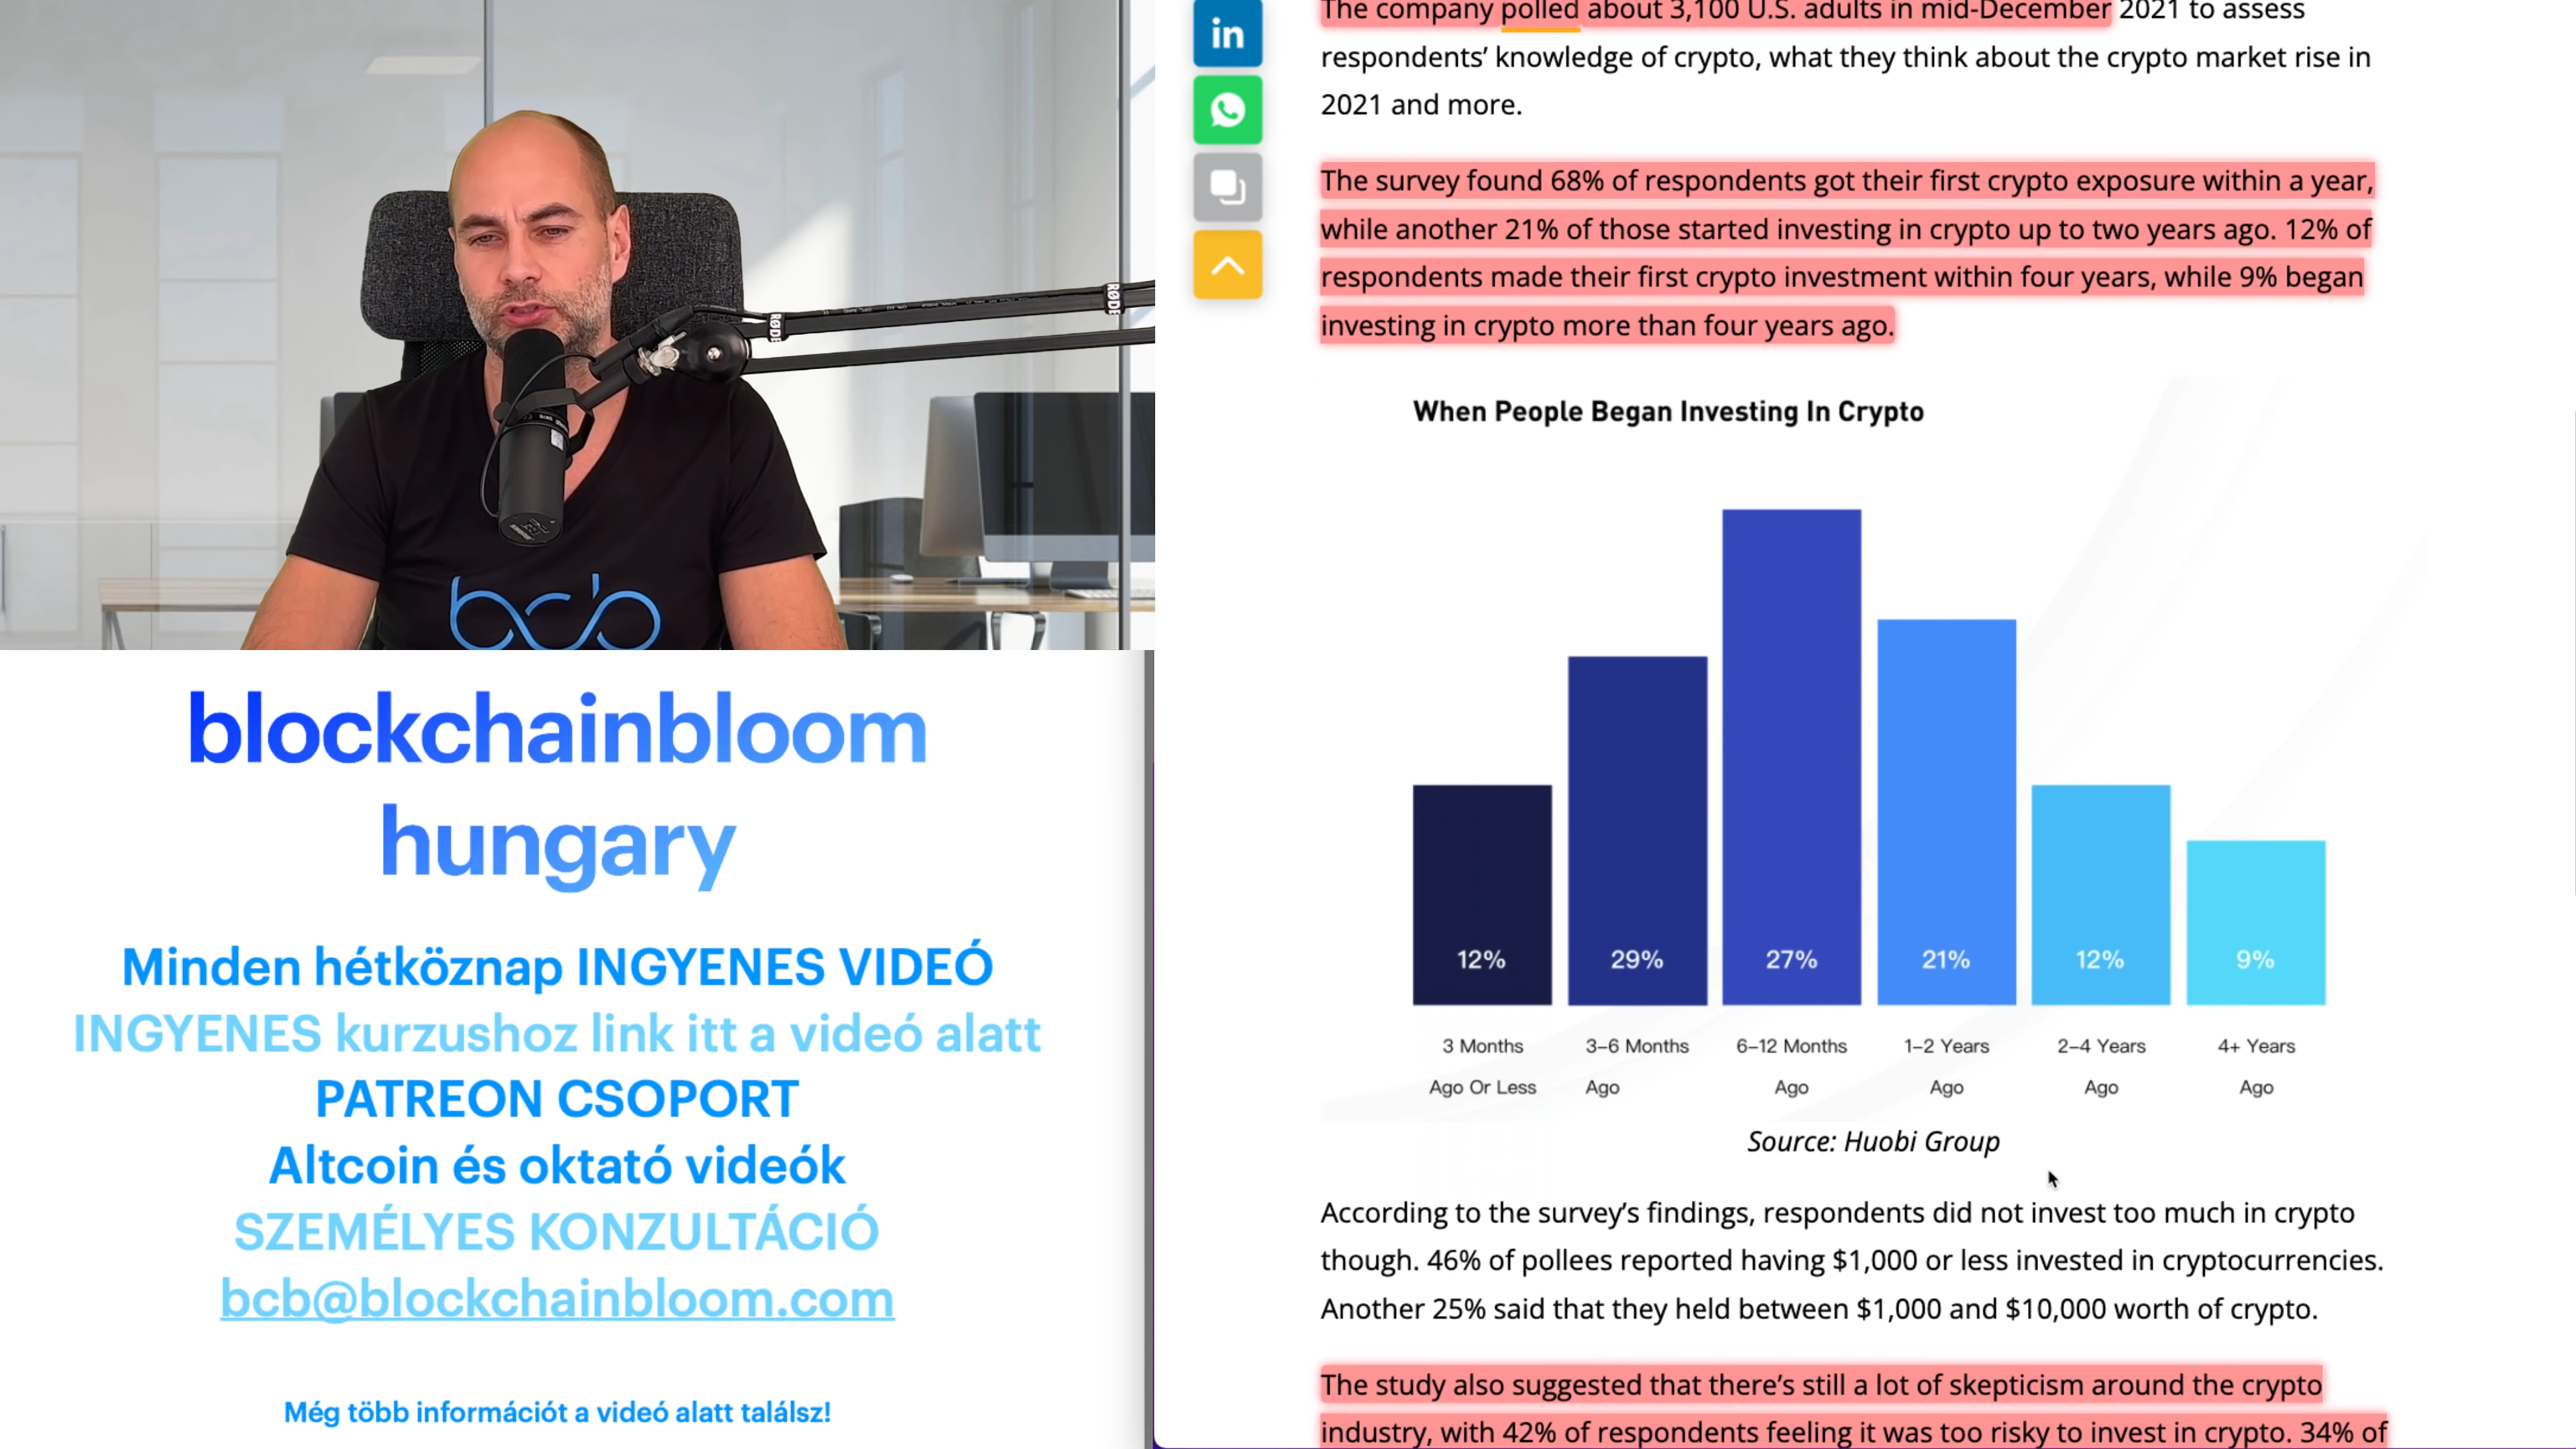 RØDE
RØDE
bcb
blockchainbloom
hungary
Minden hétköznap INGYENES VIDEÓ
INGYENES kurzushoz link itt a videó alatt
PATREON CSOPORT
Altcoin és oktató videók
SZEMÉLYES KONZULTÁCIÓ
bcb@blockchainbloom.com
Még több információt a videó alatt találsz!
in
The company polled about 3,100 U.S. adults in mid-December 2021 to assess
respondents’ knowledge of crypto, what they think about the crypto market rise in
2021 and more.
The survey found 68% of respondents got their first crypto exposure within a year,
while another 21% of those started investing in crypto up to two years ago. 12% of
respondents made their first crypto investment within four years, while 9% began
investing in crypto more than four years ago.
When People Began Investing In Crypto
12% 29% 27% 21% 12% 9%
3 Months 3–6 Months 6–12 Months 1–2 Years 2–4 Years 4+ Years
Ago Or Less Ago Ago Ago Ago Ago
Source: Huobi Group
According to the survey’s findings, respondents did not invest too much in crypto
though. 46% of pollees reported having $1,000 or less invested in cryptocurrencies.
Another 25% said that they held between $1,000 and $10,000 worth of crypto.
The study also suggested that there’s still a lot of skepticism around the crypto
industry, with 42% of respondents feeling it was too risky to invest in crypto. 34% of